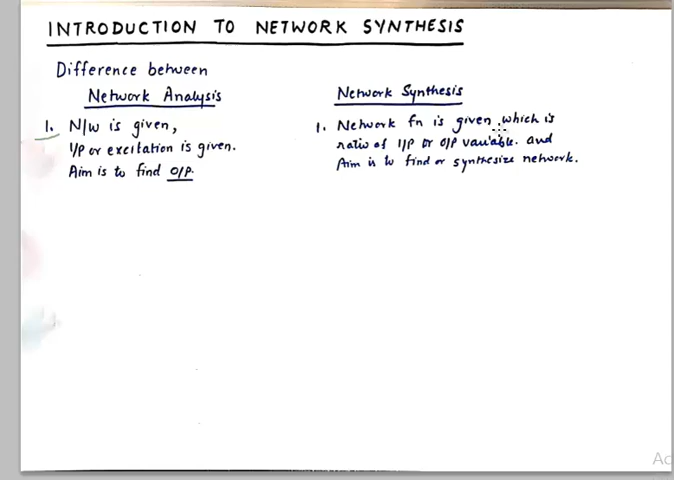 INTRODUCTION TO NETWORK SYNTHESIS
Difference between
Network Analysis
1. N/w is given,
I/P or excitation is given.
Aim is to find O/P.
Network Synthesis
1. Network fn is given which is
ratio of I/P or O/P variable. and
Aim is to find or synthesize network.
Ac